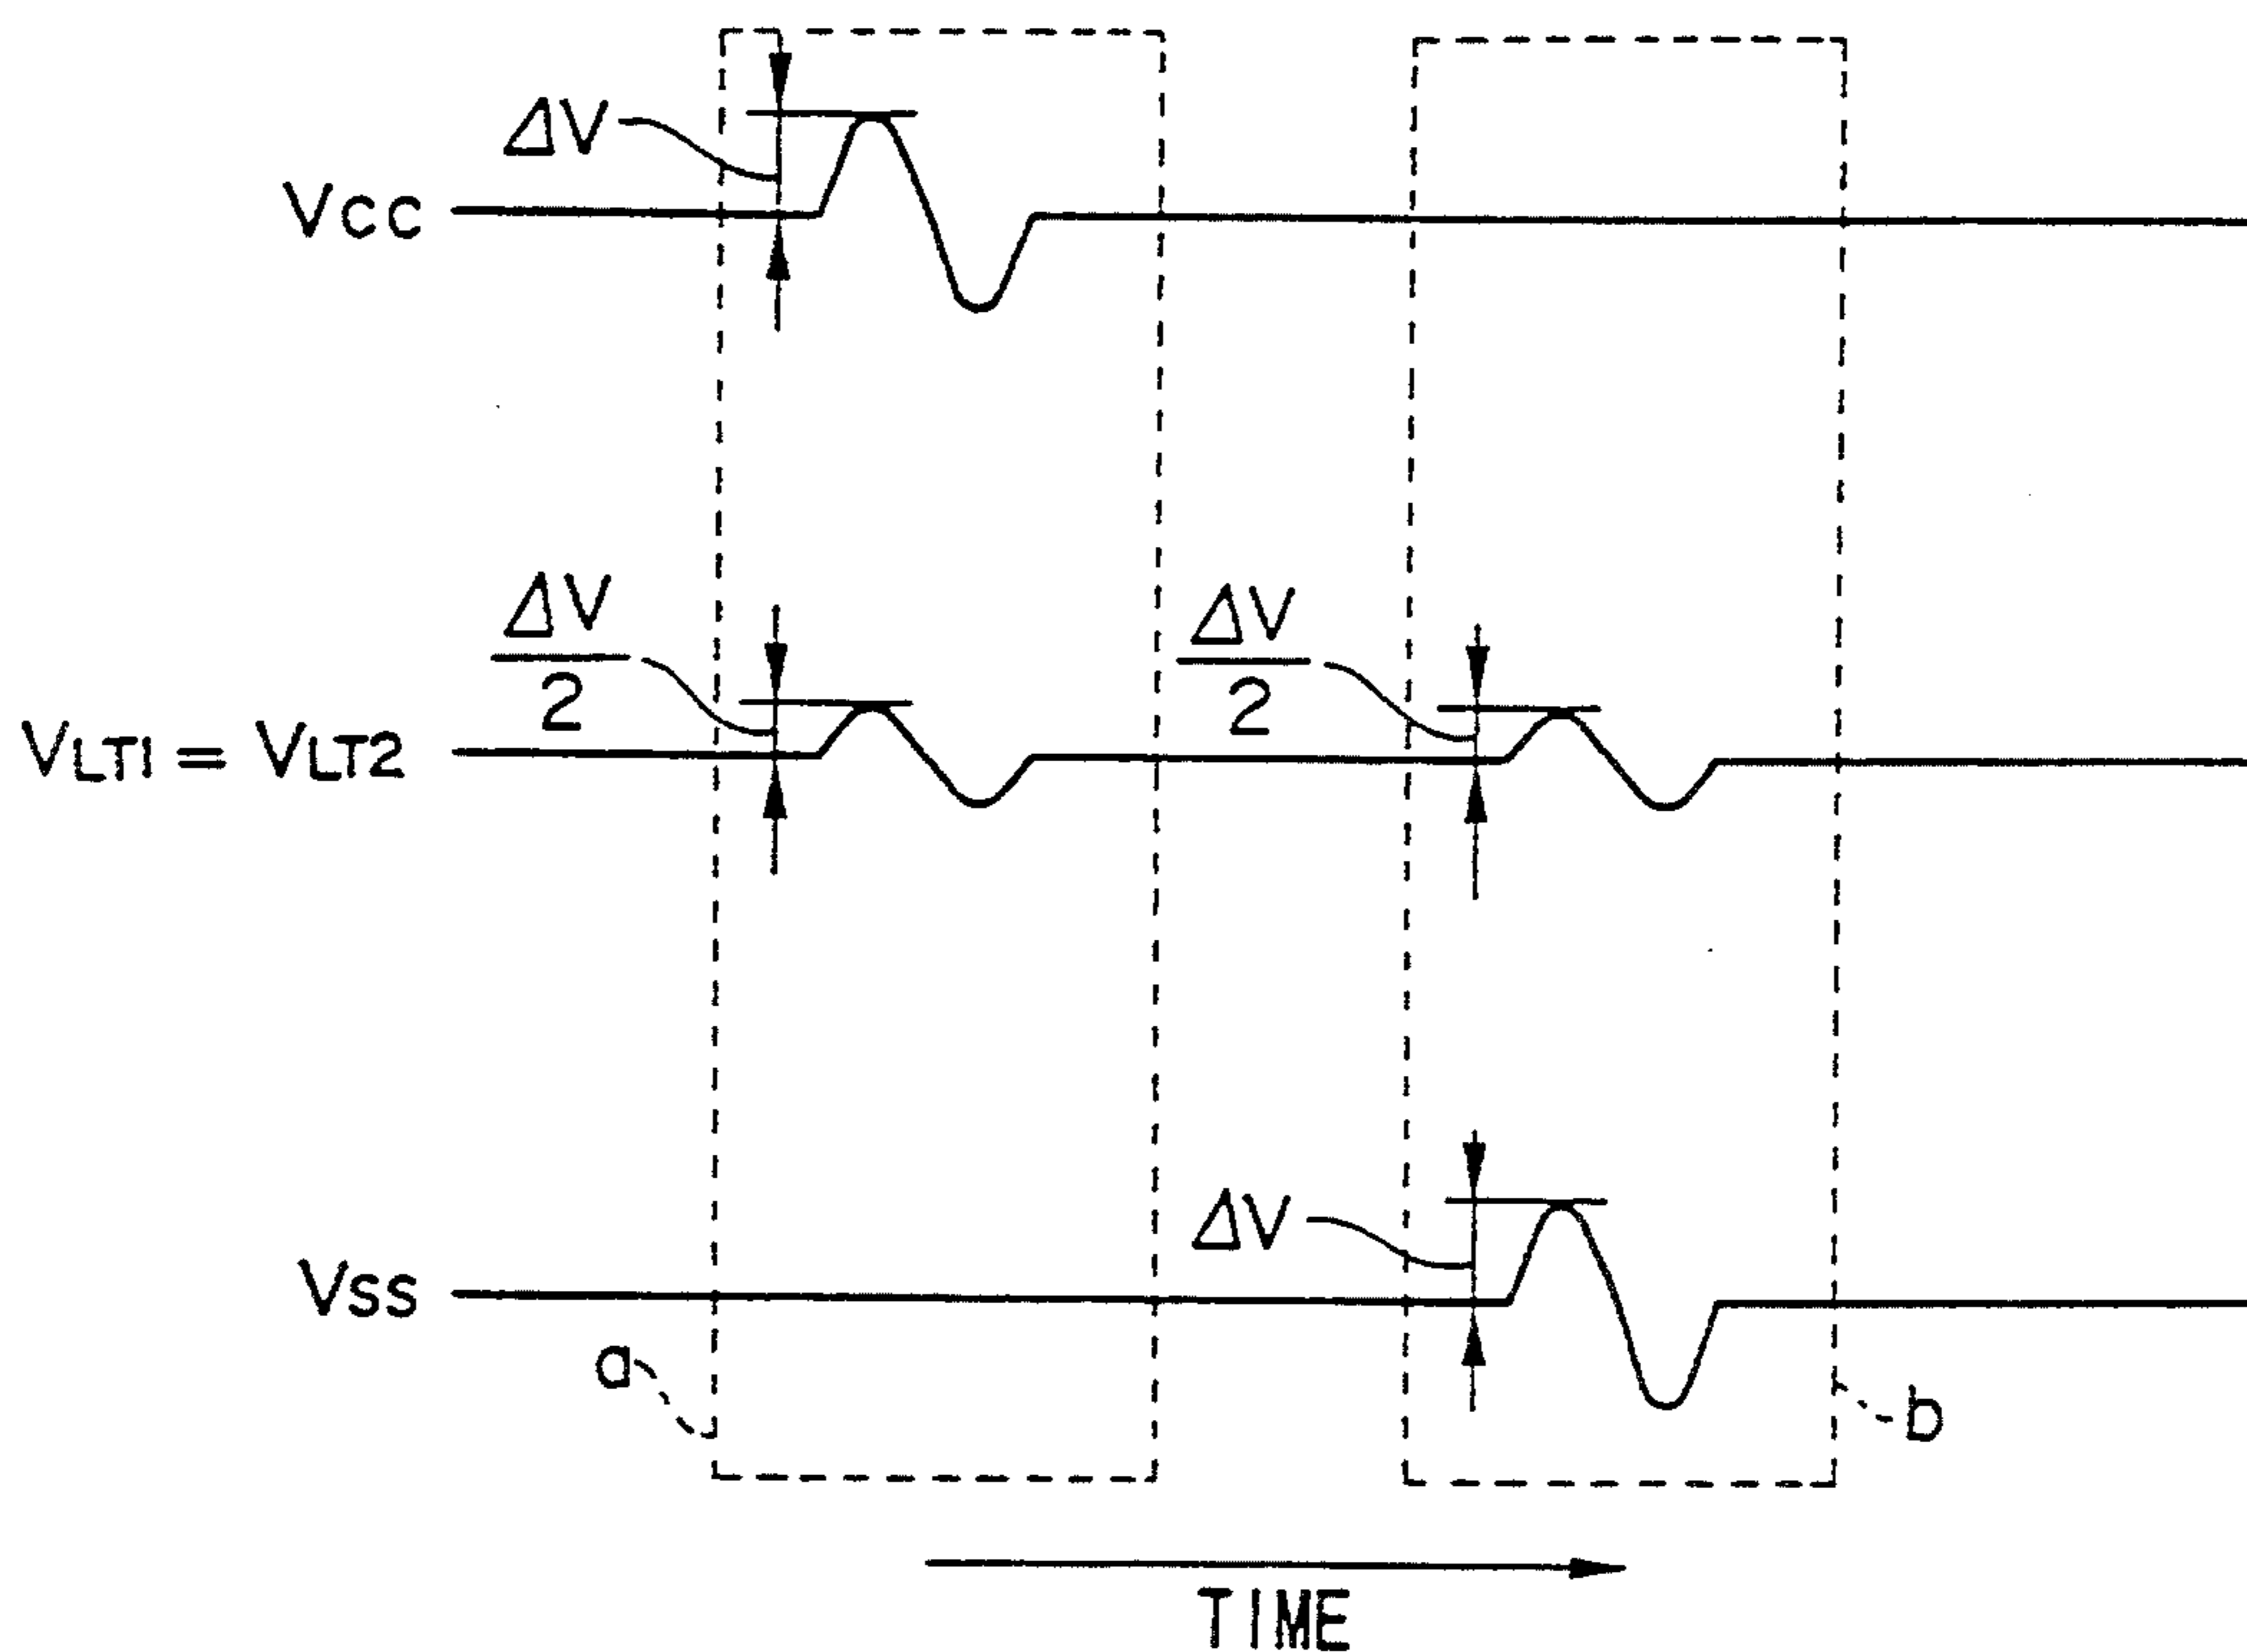 ΔV
Vcc
ΔV
2
ΔV
2
VLT1 = VLT2
ΔV
Vss
a
b
TIME